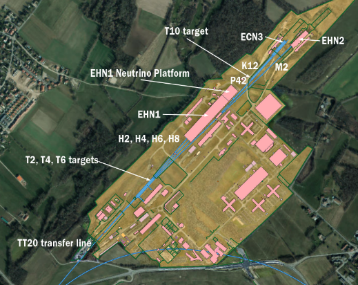 T10 target
ECN3
EHN2
K12
M2
EHN1 Neutrino Platform
P42
EHN1
H2, H4, H6, H8
T2, T4, T6 targets
TT20 transfer line